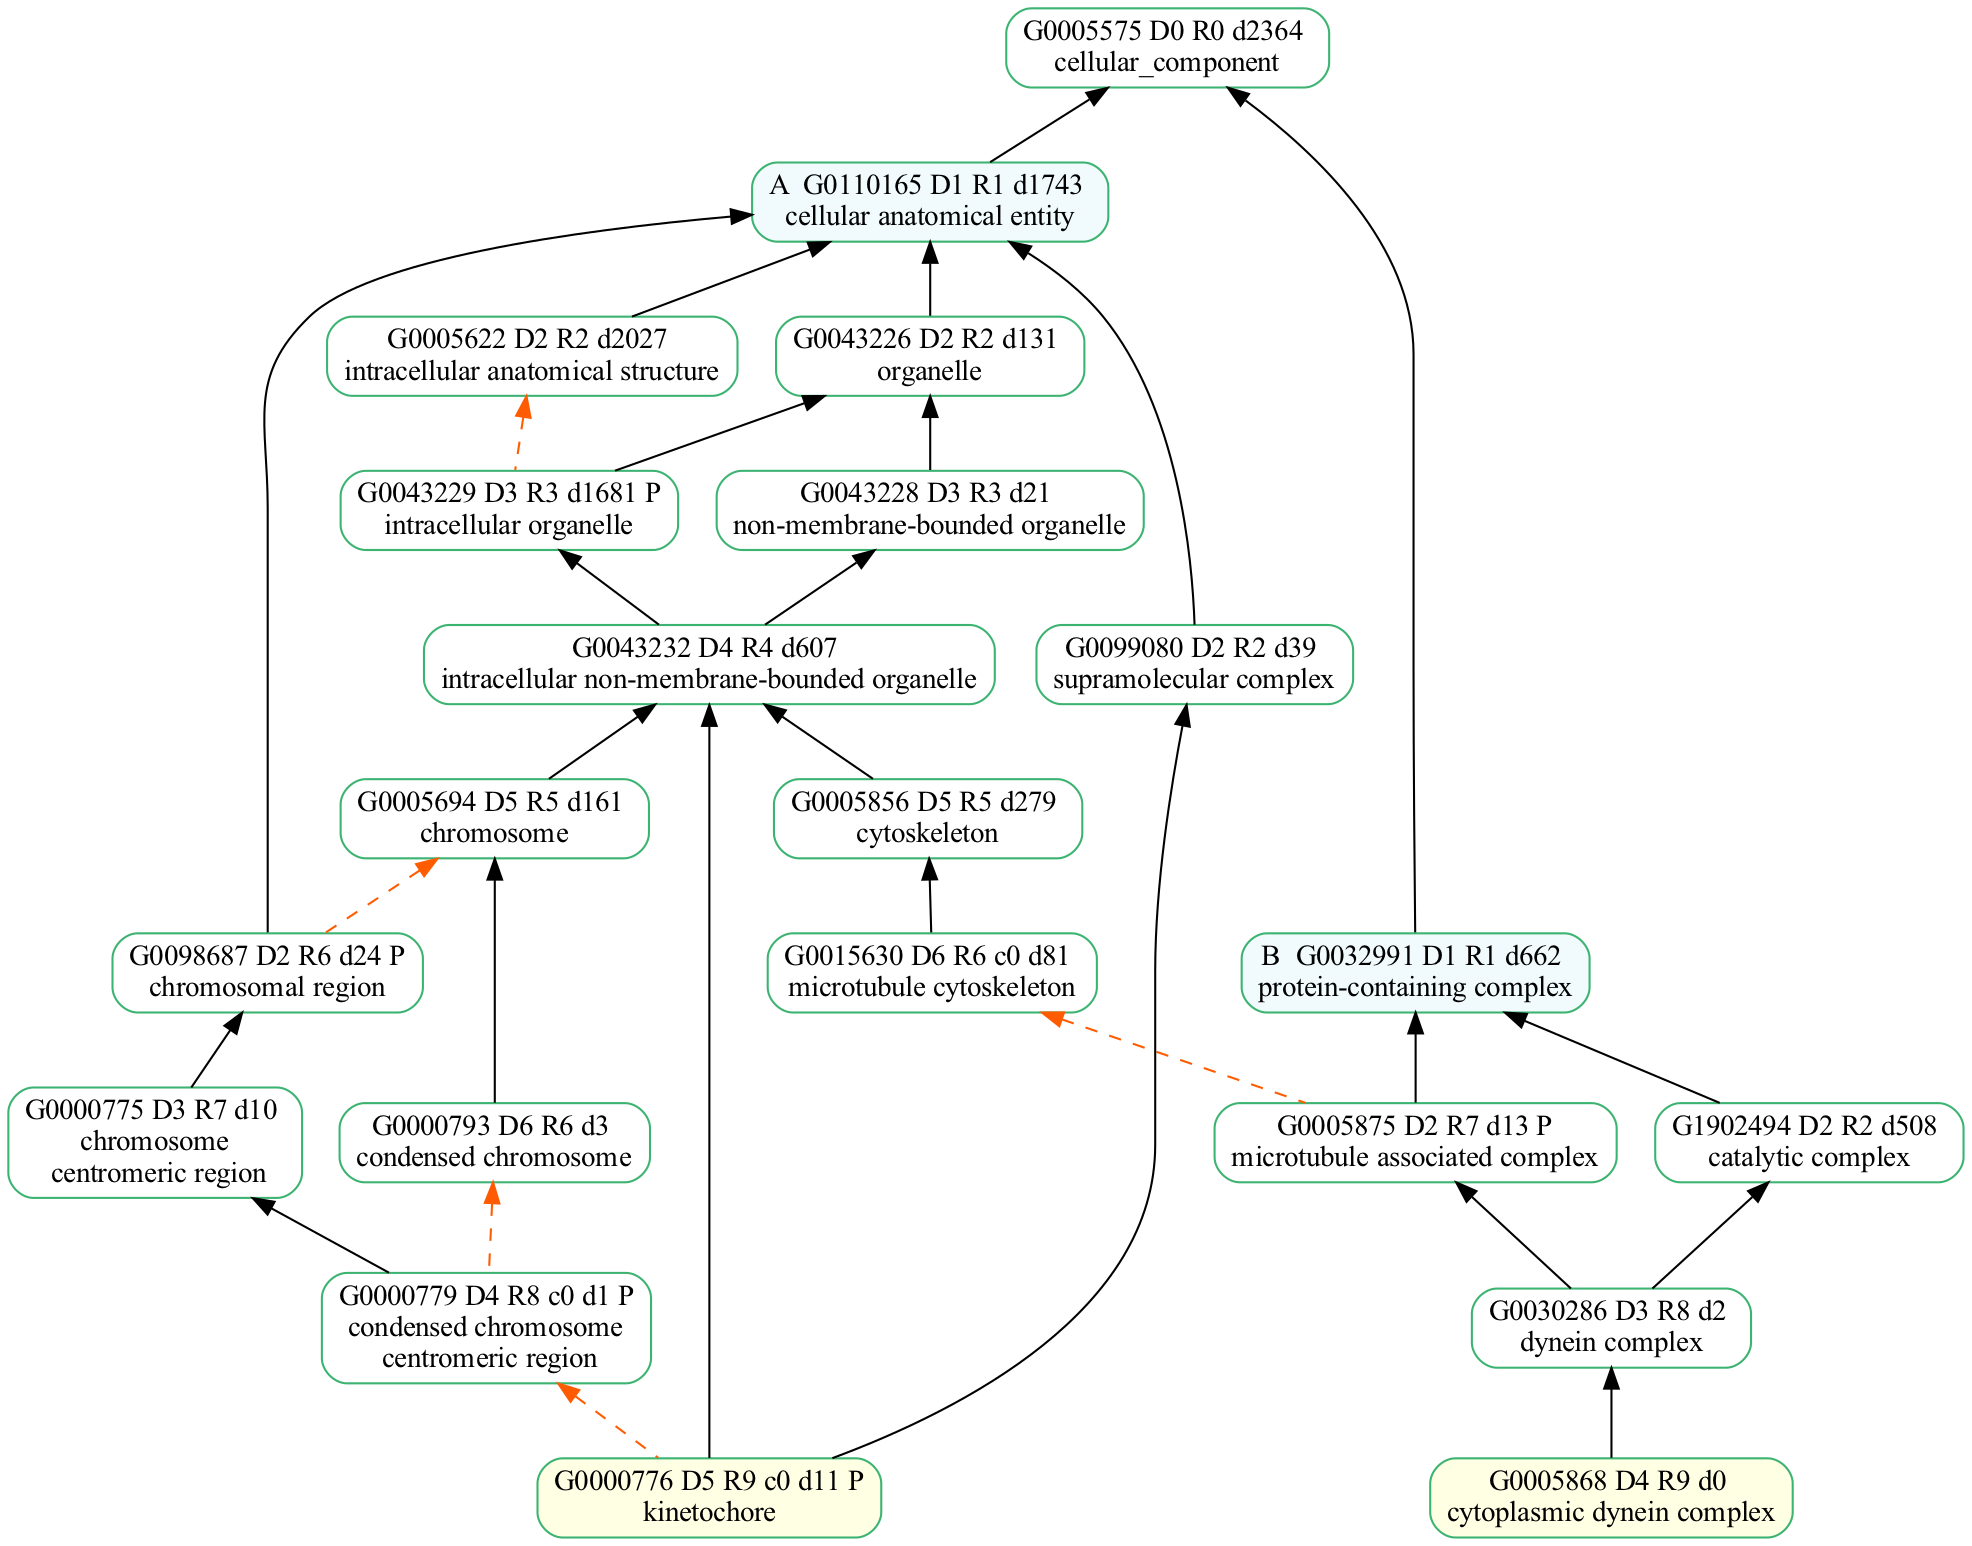 G0005575 D0 R0 d2364
cellular_component
A  G0110165 D1 R1 d1743
cellular anatomical entity
G0005622 D2 R2 d2027
intracellular anatomical structure
G0043226 D2 R2 d131
organelle
G0043229 D3 R3 d1681 P
intracellular organelle
G0043228 D3 R3 d21
non-membrane-bounded organelle
G0043232 D4 R4 d607
intracellular non-membrane-bounded organelle
G0099080 D2 R2 d39
supramolecular complex
G0005694 D5 R5 d161
chromosome
G0005856 D5 R5 d279
cytoskeleton
G0098687 D2 R6 d24 P
chromosomal region
G0015630 D6 R6 c0 d81
microtubule cytoskeleton
B  G0032991 D1 R1 d662
protein-containing complex
G0000775 D3 R7 d10
chromosome
centromeric region
G0000793 D6 R6 d3
condensed chromosome
G0005875 D2 R7 d13 P
microtubule associated complex
G1902494 D2 R2 d508
catalytic complex
G0000779 D4 R8 c0 d1 P
condensed chromosome
centromeric region
G0030286 D3 R8 d2
dynein complex
G0000776 D5 R9 c0 d11 P
kinetochore
G0005868 D4 R9 d0
cytoplasmic dynein complex